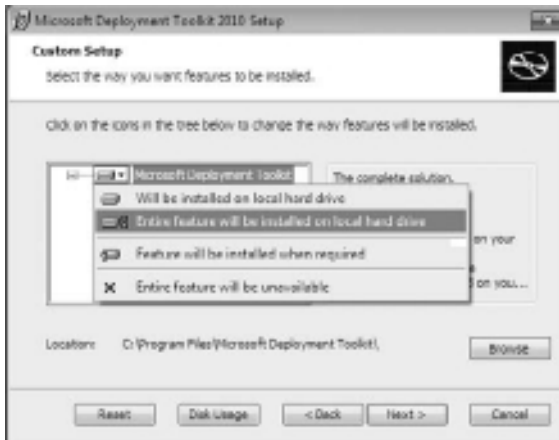 Microsoft Deployment Toolkit 2010 Setup
Custom Setup
Select the way you want features to be installed.
Click on the icons in the tree below to change the way features will be installed.
Microsoft Deployment Toolkit
The complete solution.
Will be installed on local hard drive
Entire feature will be installed on local hard drive
on your
Feature will be installed when required
on you...
Entire feature will be unavailable
Location: C:\Program Files\Microsoft Deployment Toolkit\
Browse
Reset
Disk Usage
< Back
Next >
Cancel